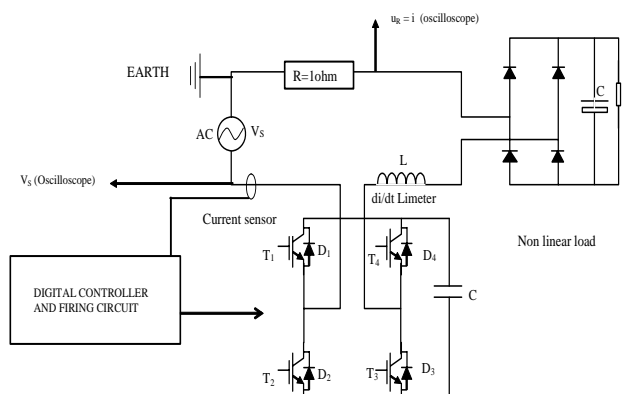 u_R = i (oscilloscope)
EARTH
R=1ohm
C
AC
V_S
V_S (Oscilloscope)
L
di/dt Limeter
Current sensor
Non linear load
T_1
D_1
T_4
D_4
DIGITAL CONTROLLER
AND FIRING CIRCUIT
C
T_2
D_2
T_3
D_3